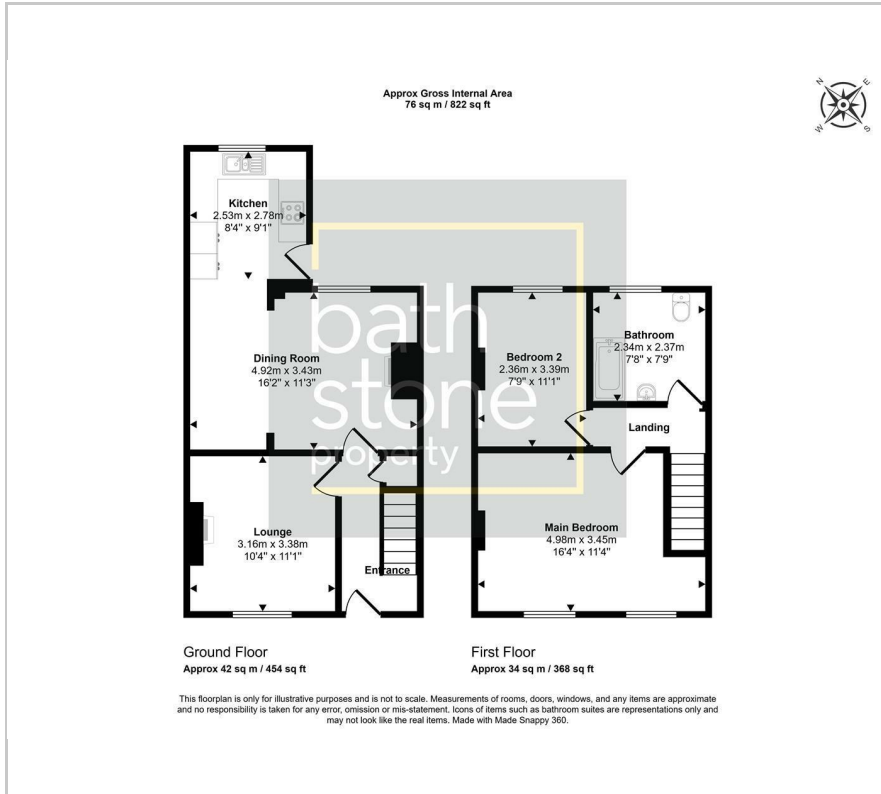 Approx Gross Internal Area
76 sq m / 822 sq ft
N
E
W
S
Kitchen
2.53m x 2.78m
8'4" x 9'1"
Dining Room
4.92m x 3.43m
16'2" x 11'3"
Lounge
3.16m x 3.38m
10'4" x 11'1"
Entrance
bath
stone
property
Bedroom 2
2.36m x 3.39m
7'9" x 11'1"
Bathroom
2.34m x 2.37m
7'8" x 7'9"
Landing
Main Bedroom
4.98m x 3.45m
16'4" x 11'4"
Ground Floor
Approx 42 sq m / 454 sq ft
First Floor
Approx 34 sq m / 368 sq ft
This floorplan is only for illustrative purposes and is not to scale. Measurements of rooms, doors, windows, and any items are approximate
and no responsibility is taken for any error, omission or mis-statement. Icons of items such as bathroom suites are representations only and
may not look like the real items. Made with Made Snappy 360.